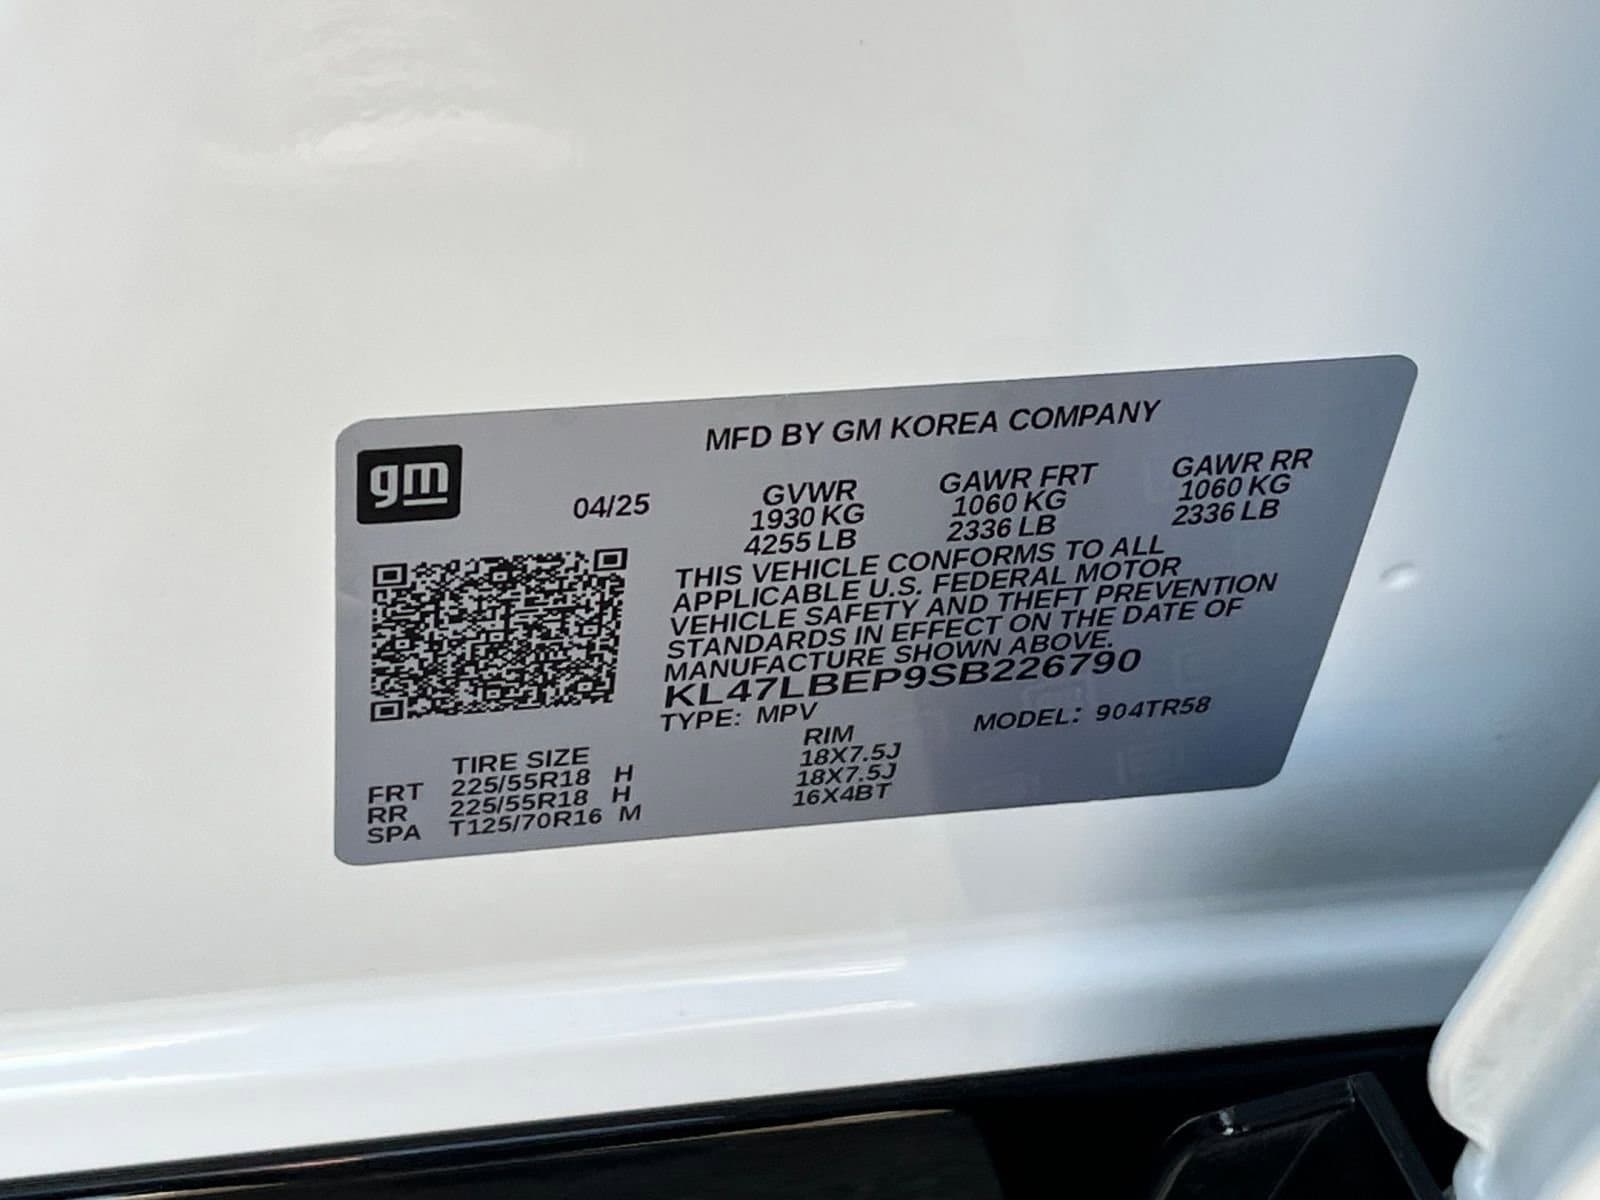 gm
MFD BY GM KOREA COMPANY
04/25
GVWR GAWR FRT GAWR RR
1930 KG 1060 KG 1060 KG
4255 LB 2336 LB 2336 LB
THIS VEHICLE CONFORMS TO ALL
APPLICABLE U.S. FEDERAL MOTOR
VEHICLE SAFETY AND THEFT PREVENTION
STANDARDS IN EFFECT ON THE DATE OF
MANUFACTURE SHOWN ABOVE.
KL47LBEP9SB226790
TYPE: MPV MODEL: 904TR58
TIRE SIZE RIM
FRT 225/55R18 H 18X7.5J
RR 225/55R18 H 18X7.5J
SPA T125/70R16 M 16X4BT